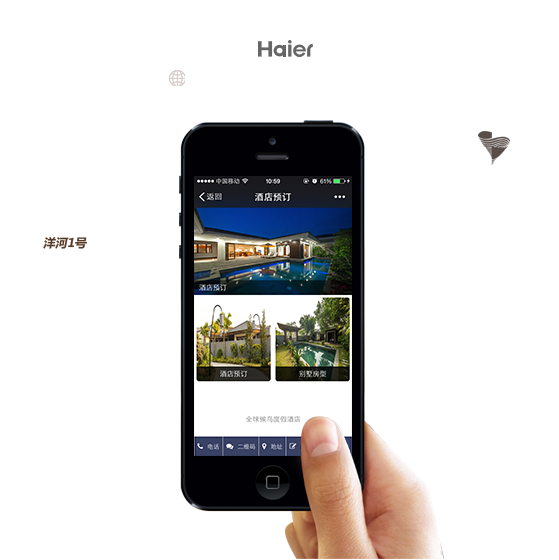 Haier
中国移动 10:59 61%
返回 酒店预订
洋河1号
酒店预订
酒店预订 别墅房型
全球候鸟度假酒店
电话 二维码 地址